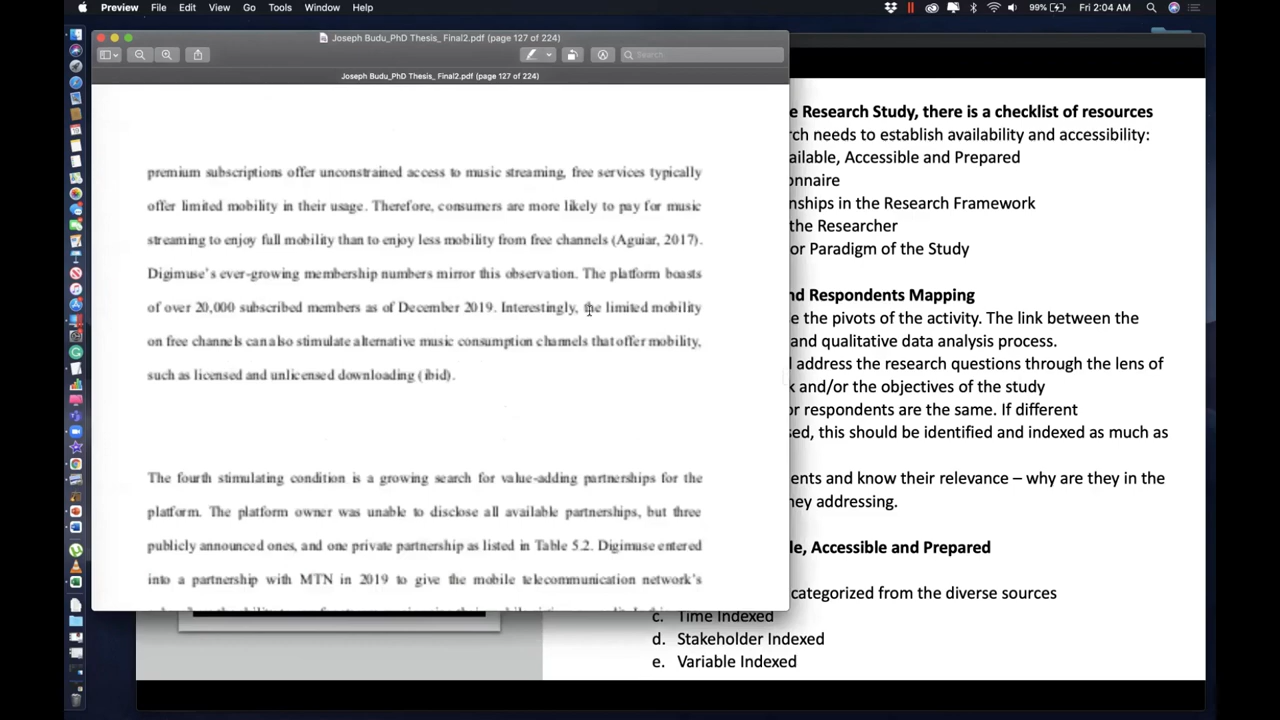 Preview File Edit View Go Tools Window Help
99% Fri 2:04 AM
Joseph Budu_PhD Thesis_ Final2.pdf (page 127 of 224)
Search
Joseph Budu_PhD Thesis_ Final2.pdf (page 127 of 224)
premium subscriptions offer unconstrained access to music streaming, free services typically
offer limited mobility in their usage. Therefore, consumers are more likely to pay for music
streaming to enjoy full mobility than to enjoy less mobility from free channels (Aguiar, 2017).
Digimuse's ever-growing membership numbers mirror this observation. The platform boasts
of over 20,000 subscribed members as of December 2019. Interestingly, the limited mobility
on free channels can also stimulate alternative music consumption channels that offer mobility,
such as licensed and unlicensed downloading (ibid).
The fourth stimulating condition is a growing search for value-adding partnerships for the
platform. The platform owner was unable to disclose all available partnerships, but three
publicly announced ones, and one private partnership as listed in Table 5.2. Digimuse entered
into a partnership with MTN in 2019 to give the mobile telecommunication network's
e Research Study, there is a checklist of resources
rch needs to establish availability and accessibility:
ailable, Accessible and Prepared
onnaire
nships in the Research Framework
the Researcher
or Paradigm of the Study
nd Respondents Mapping
e the pivots of the activity. The link between the
and qualitative data analysis process.
l address the research questions through the lens of
k and/or the objectives of the study
or respondents are the same. If different
sed, this should be identified and indexed as much as
ents and know their relevance – why are they in the
hey addressing.
le, Accessible and Prepared
categorized from the diverse sources
c. Time Indexed
d. Stakeholder Indexed
e. Variable Indexed